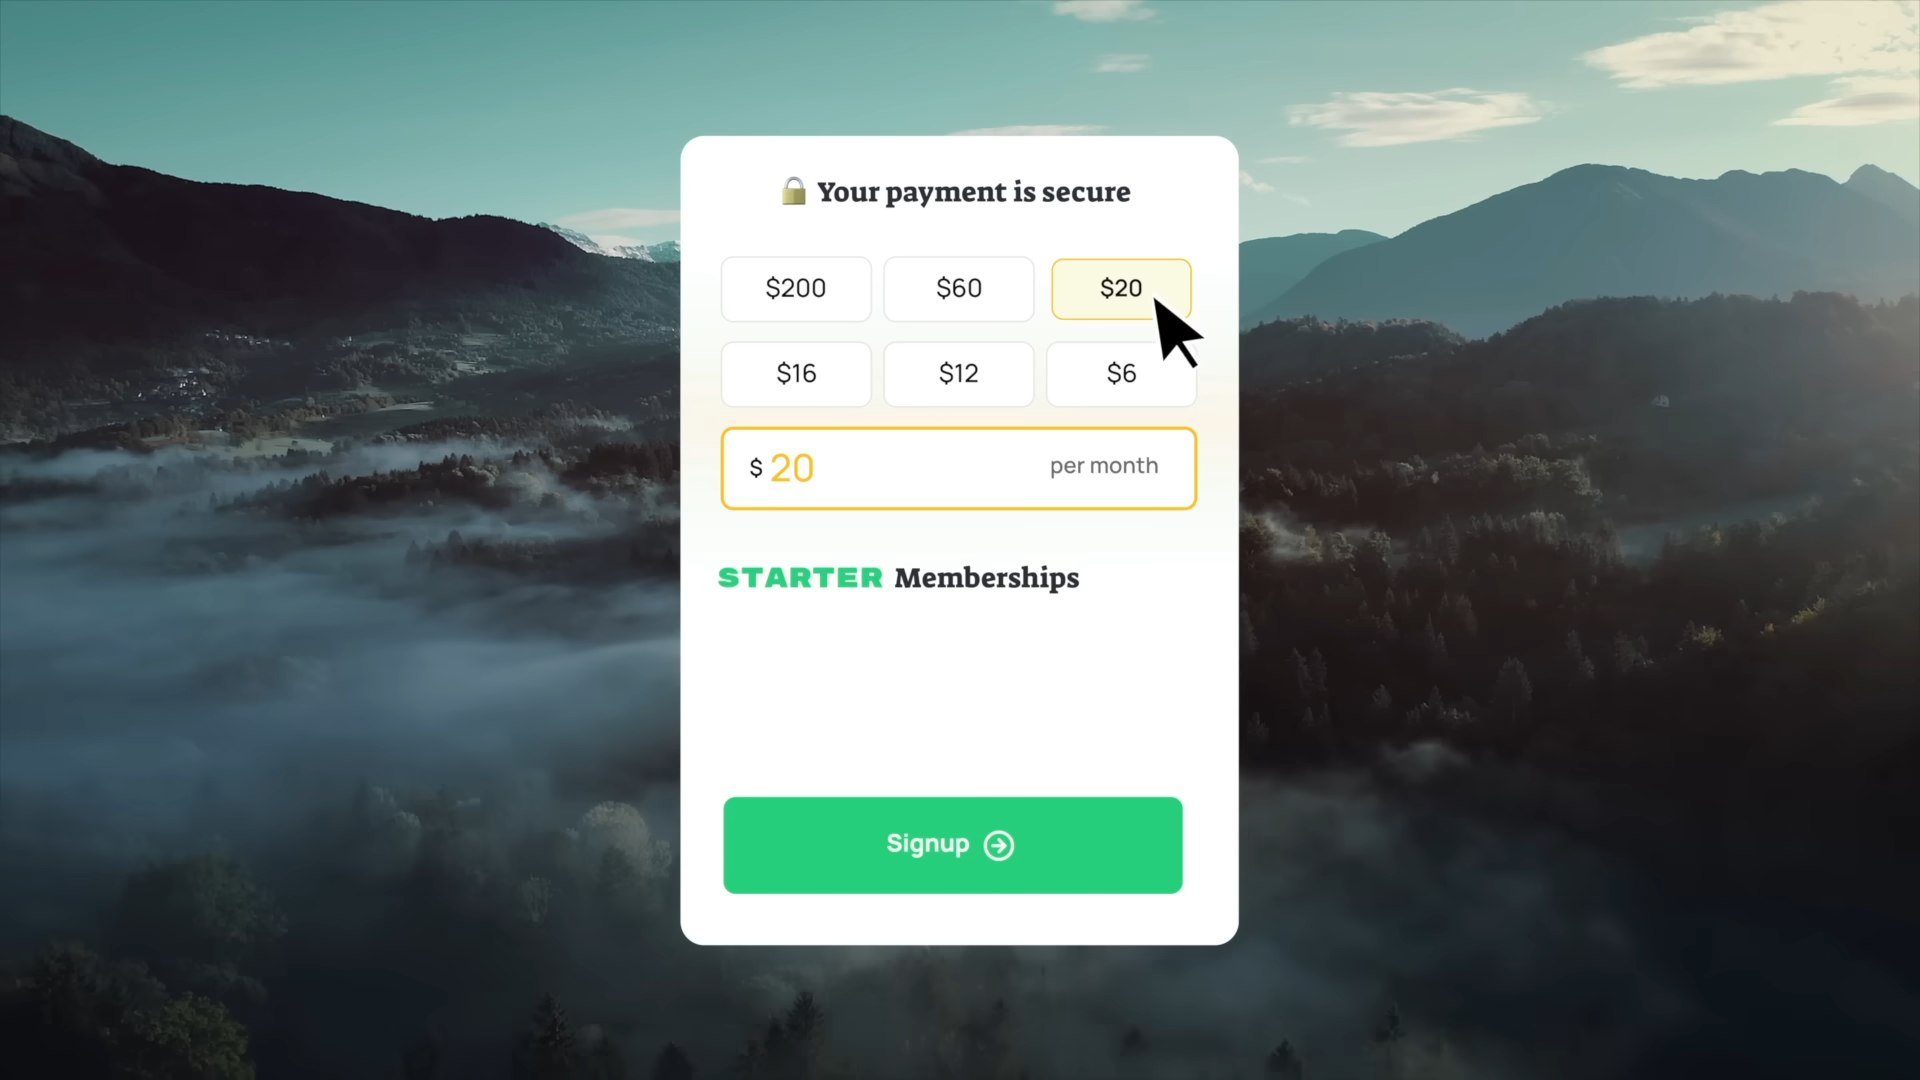 🔒 Your payment is secure
$200 $60 $20
$16 $12 $6
$ 20 per month
STARTER Memberships
Signup